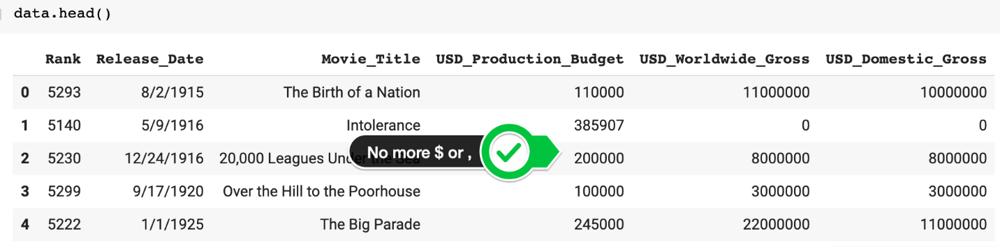 data.head()
Rank Release_Date Movie_Title USD_Production_Budget USD_Worldwide_Gross USD_Domestic_Gross
0 5293 8/2/1915 The Birth of a Nation 110000 11000000 10000000
1 5140 5/9/1916 Intolerance 385907 0 0
2 5230 12/24/1916 20,000 Leagues Under the Sea 200000 8000000 8000000
No more $ or ,
3 5299 9/17/1920 Over the Hill to the Poorhouse 100000 3000000 3000000
4 5222 1/1/1925 The Big Parade 245000 22000000 11000000